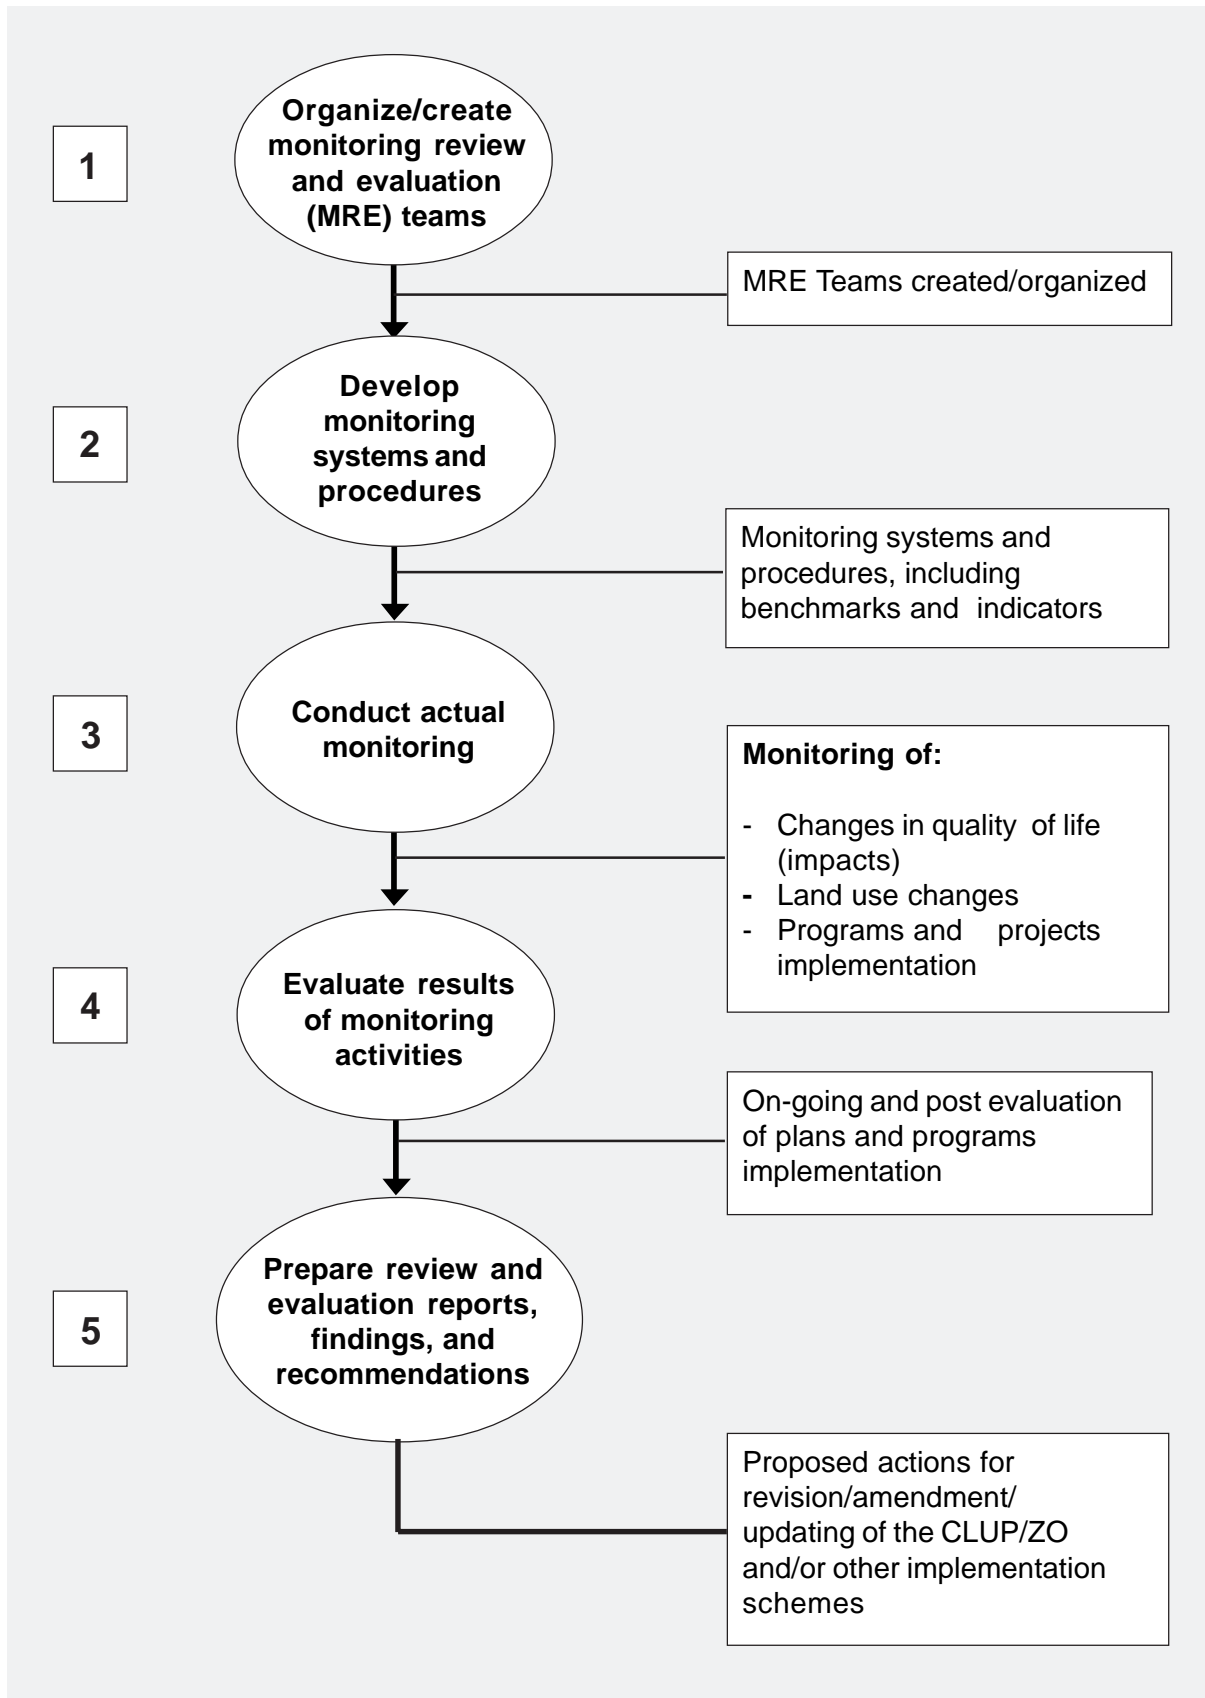 1
Organize/create
monitoring review
and evaluation
(MRE) teams
MRE Teams created/organized
2
Develop
monitoring
systems and
procedures
Monitoring systems and
procedures, including
benchmarks and indicators
3
Conduct actual
monitoring
Monitoring of:
- Changes in quality of life
(impacts)
- Land use changes
- Programs and projects
implementation
4
Evaluate results
of monitoring
activities
On-going and post evaluation
of plans and programs
implementation
5
Prepare review and
evaluation reports,
findings, and
recommendations
Proposed actions for
revision/amendment/
updating of the CLUP/ZO
and/or other implementation
schemes